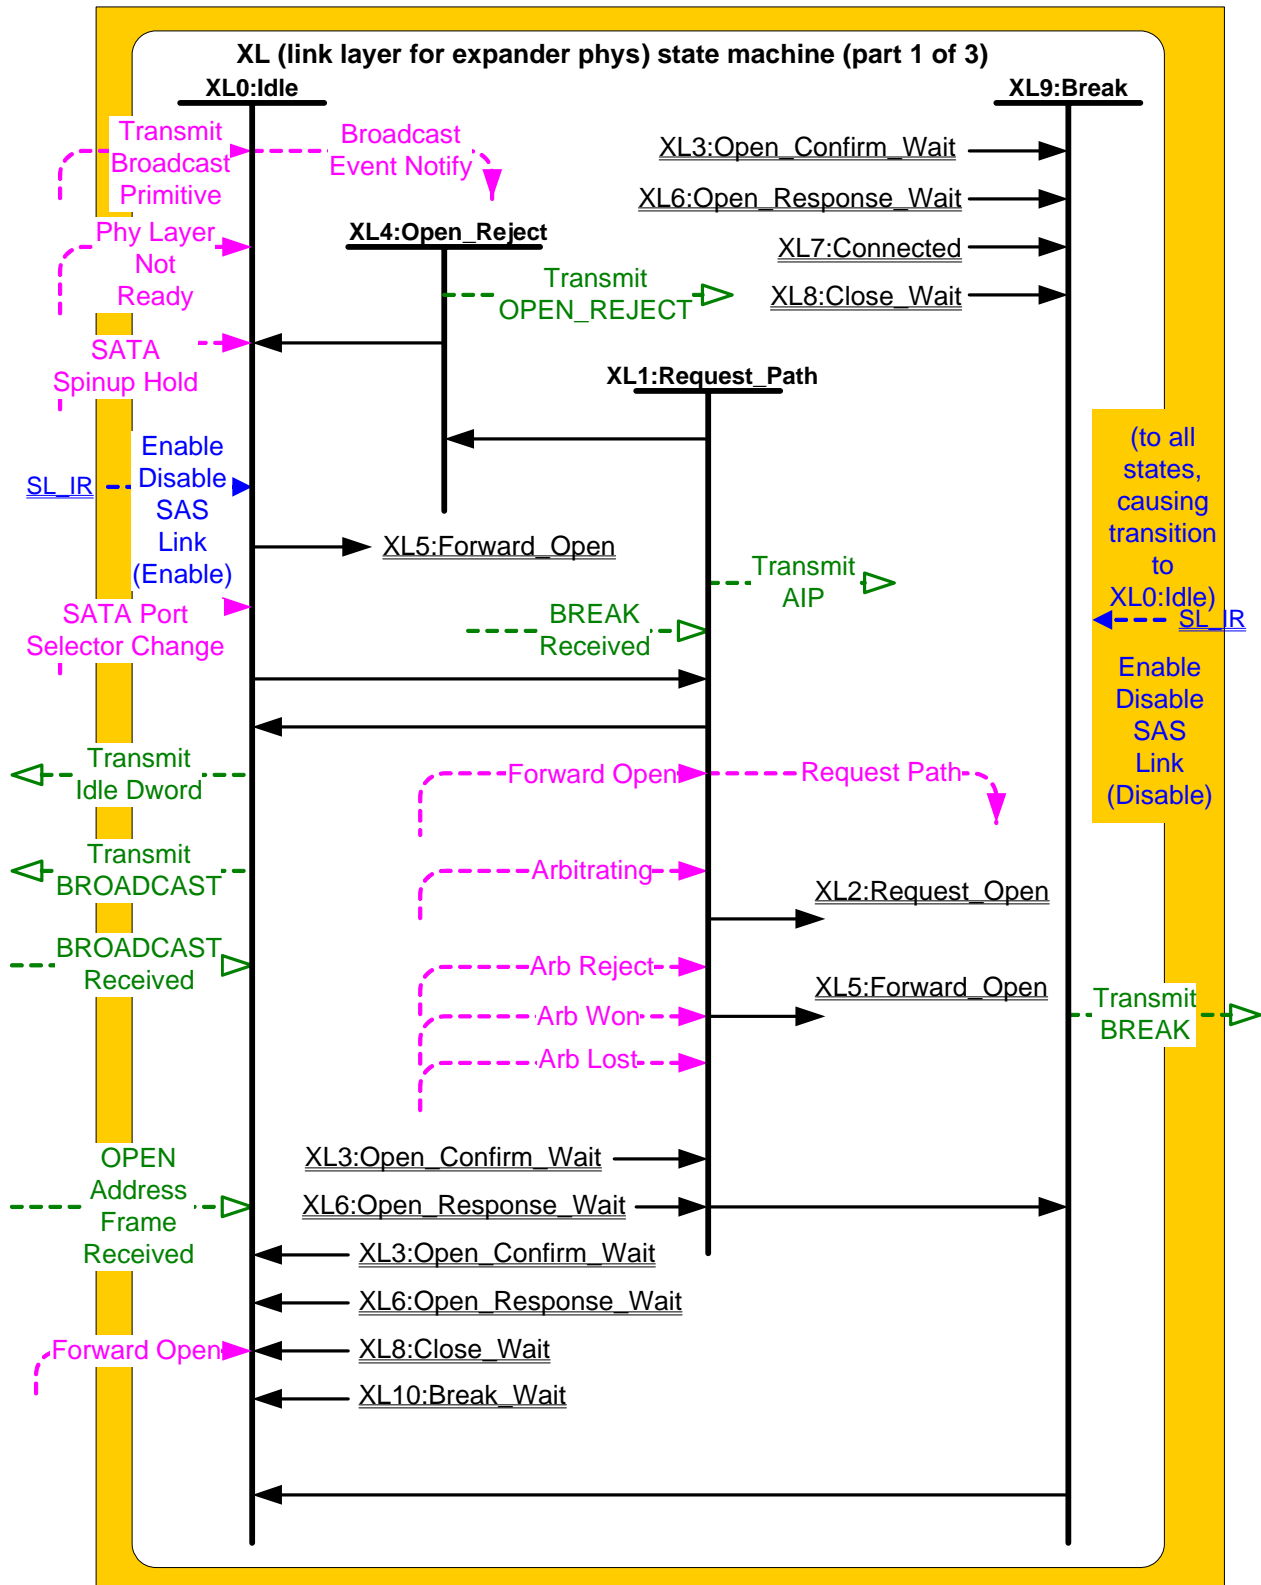 XL (link layer for expander phys) state machine (part 1 of 3)
XL0:Idle
XL9:Break
Transmit
Broadcast
Primitive
Broadcast
Event Notify
XL3:Open_Confirm_Wait
XL6:Open_Response_Wait
XL7:Connected
XL8:Close_Wait
Phy Layer
Not
Ready
XL4:Open_Reject
Transmit
OPEN_REJECT
SATA
Spinup Hold
XL1:Request_Path
SL_IR
Enable
Disable
SAS
Link
(Enable)
XL5:Forward_Open
(to all
states,
causing
transition
to
XL0:Idle)
SL_IR
Enable
Disable
SAS
Link
(Disable)
Transmit
AIP
SATA Port
Selector Change
BREAK
Received
Transmit
Idle Dword
Forward Open
Request Path
Transmit
BROADCAST
Arbitrating
XL2:Request_Open
BROADCAST
Received
Arb Reject
XL5:Forward_Open
Arb Won
Arb Lost
Transmit
BREAK
OPEN
Address
Frame
Received
XL3:Open_Confirm_Wait
XL6:Open_Response_Wait
XL3:Open_Confirm_Wait
XL6:Open_Response_Wait
Forward Open
XL8:Close_Wait
XL10:Break_Wait